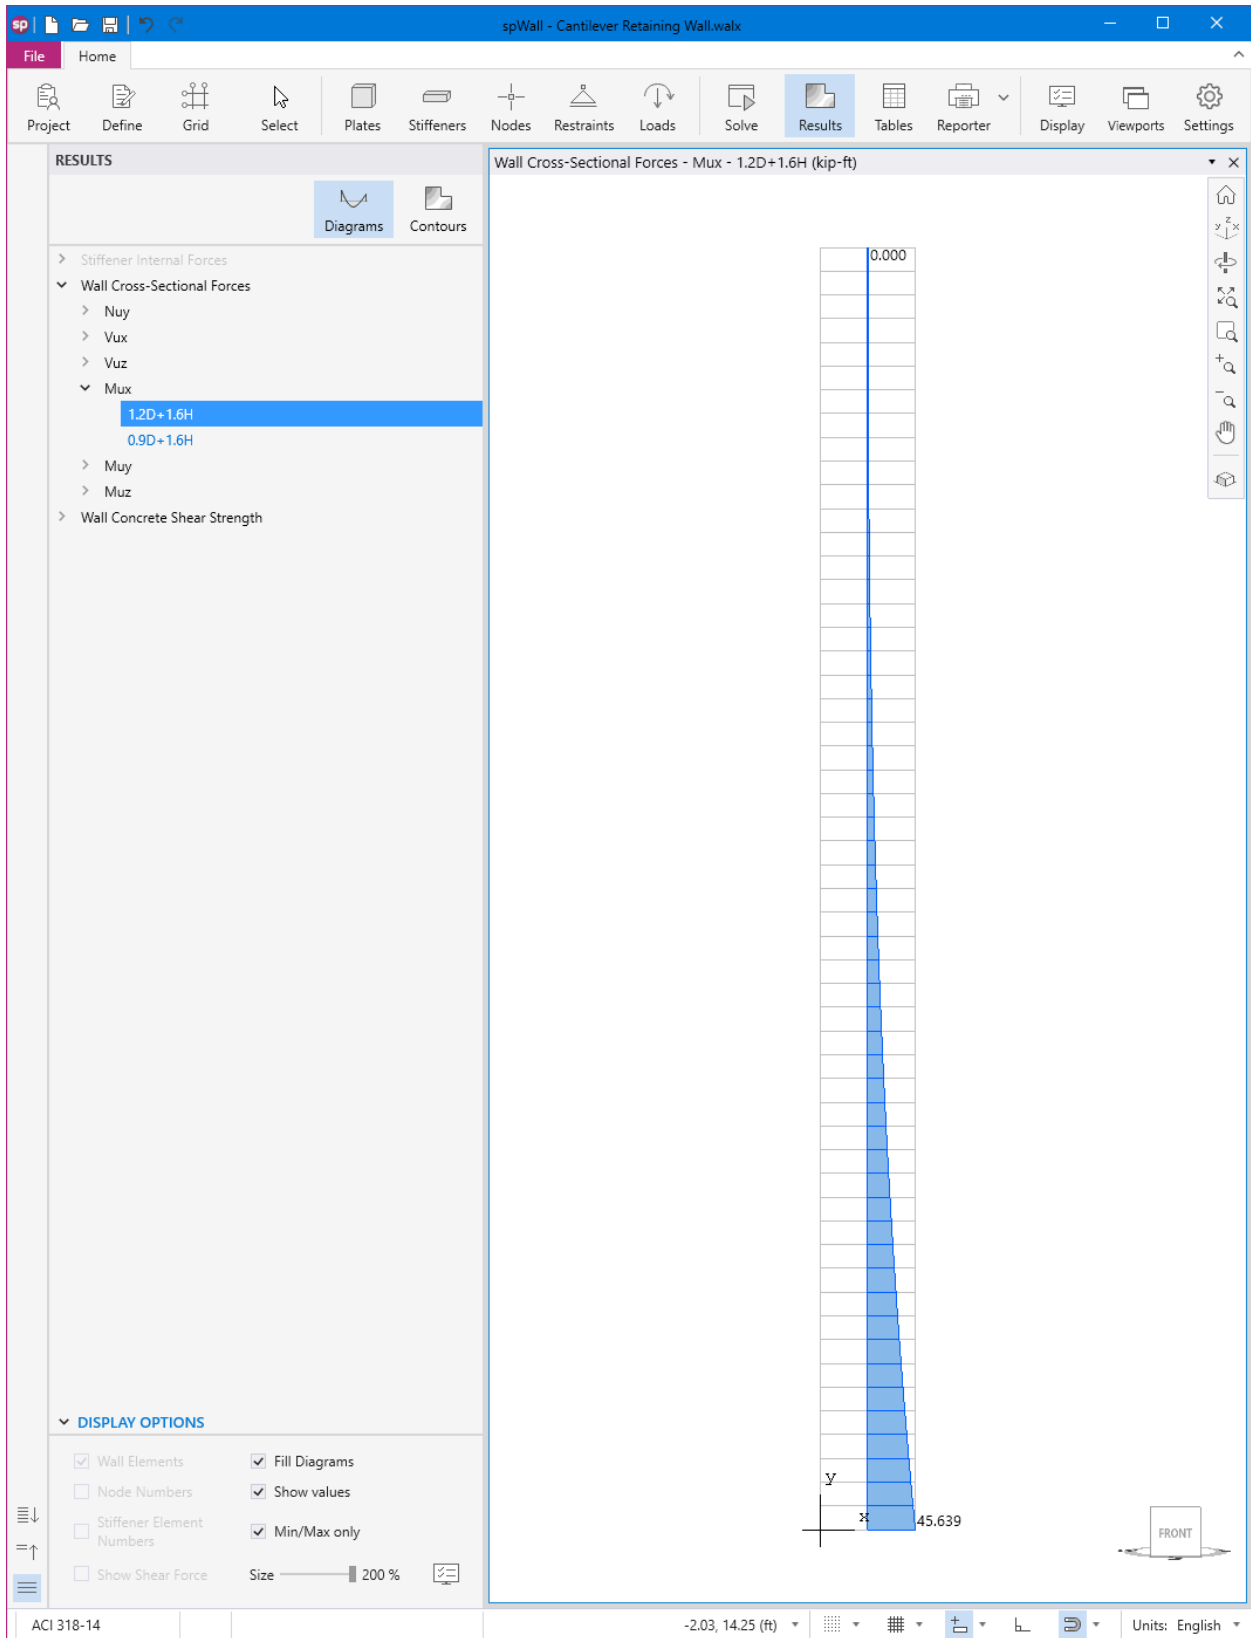 sp
spWall - Cantilever Retaining Wall.walx
File Home
Project Define Grid Select Plates Stiffeners Nodes Restraints Loads Solve Results Tables Reporter Display Viewports Settings
RESULTS
Diagrams Contours
Stiffener Internal Forces
Wall Cross-Sectional Forces
Nuy
Vux
Vuz
Mux
1.2D+1.6H
0.9D+1.6H
Muy
Muz
Wall Concrete Shear Strength
DISPLAY OPTIONS
Wall Elements Fill Diagrams
Node Numbers Show values
Stiffener Element
Numbers Min/Max only
Show Shear Force Size 200 %
Wall Cross-Sectional Forces - Mux - 1.2D+1.6H (kip-ft)
y z x
0.000
y
x
45.639
FRONT
ACI 318-14 -2.03, 14.25 (ft) Units: English